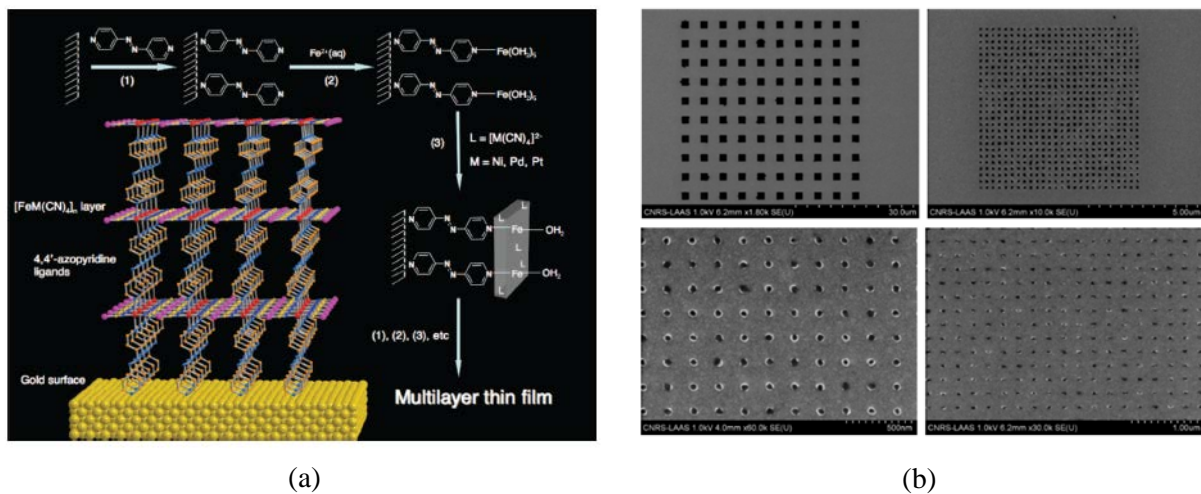 N
N
N
N
(1)
N
N
N
N
N
N
N
N
Fe²⁺(aq)
(2)
N
N
N
N—Fe(OH₂)₅
N
N
N
N—Fe(OH₂)₅
(3)
L = [M(CN)₄]²⁻
M = Ni, Pd, Pt
[FeM(CN)₄]ₙ layer
4,4'-azopyridine
ligands
Gold surface
L
N
N
N
N
L
Fe
L
OH₂
L
N
N
N
N
L
Fe
L
OH₂
(1), (2), (3), etc
Multilayer thin film
CNRS-LAAS 1.0kV 6.2mm x1.80k SE(U)
30.0um
CNRS-LAAS 1.0kV 6.2mm x10.0k SE(U)
5.00um
CNRS-LAAS 1.0kV 4.0mm x60.0k SE(U)
500nm
CNRS-LAAS 1.0kV 6.2mm x30.0k SE(U)
1.00um
(a)
(b)